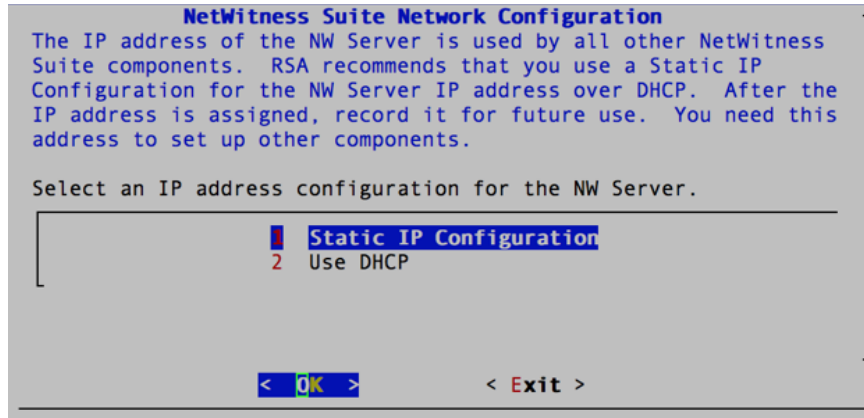 NetWitness Suite Network Configuration
The IP address of the NW Server is used by all other NetWitness
Suite components.  RSA recommends that you use a Static IP
Configuration for the NW Server IP address over DHCP.  After the
IP address is assigned, record it for future use.  You need this
address to set up other components.
Select an IP address configuration for the NW Server.
1 Static IP Configuration
2 Use DHCP
< OK > < Exit >